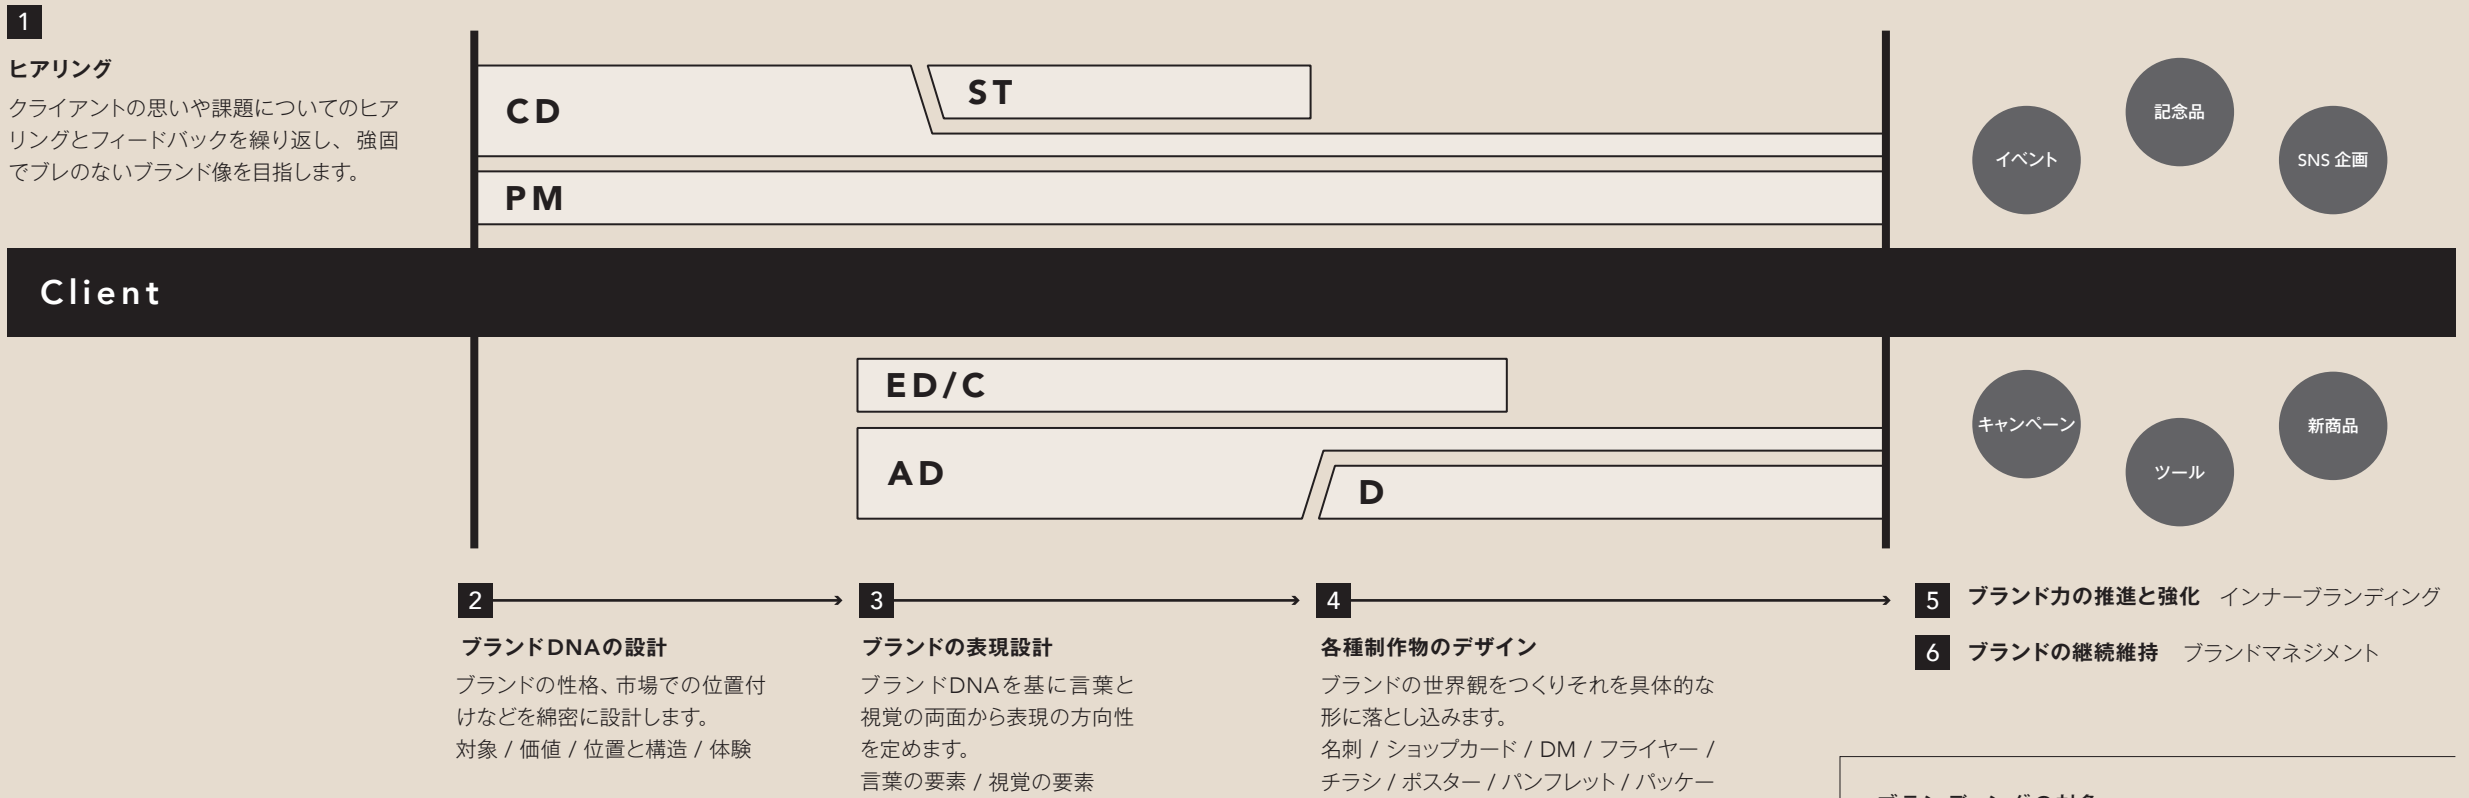 1
ヒアリング
クライアントの思いや課題についてのヒア
リングとフィードバックを繰り返し、強固
でブレのないブランド像を目指します。
CD
ST
PM
イベント
記念品
SNS 企画
Client
ED/C
AD
D
キャンペーン
ツール
新商品
2
ブランドDNAの設計
ブランドの性格、市場での位置付
けなどを綿密に設計します。
対象 / 価値 / 位置と構造 / 体験
3
ブランドの表現設計
ブランドDNAを基に言葉と
視覚の両面から表現の方向性
を定めます。
言葉の要素 / 視覚の要素
4
各種制作物のデザイン
ブランドの世界観をつくりそれを具体的な
形に落とし込みます。
名刺 / ショップカード / DM / フライヤー /
チラシ / ポスター / パンフレット / パッケー
5 ブランド力の推進と強化 インナーブランディング
6 ブランドの継続維持 ブランドマネジメント